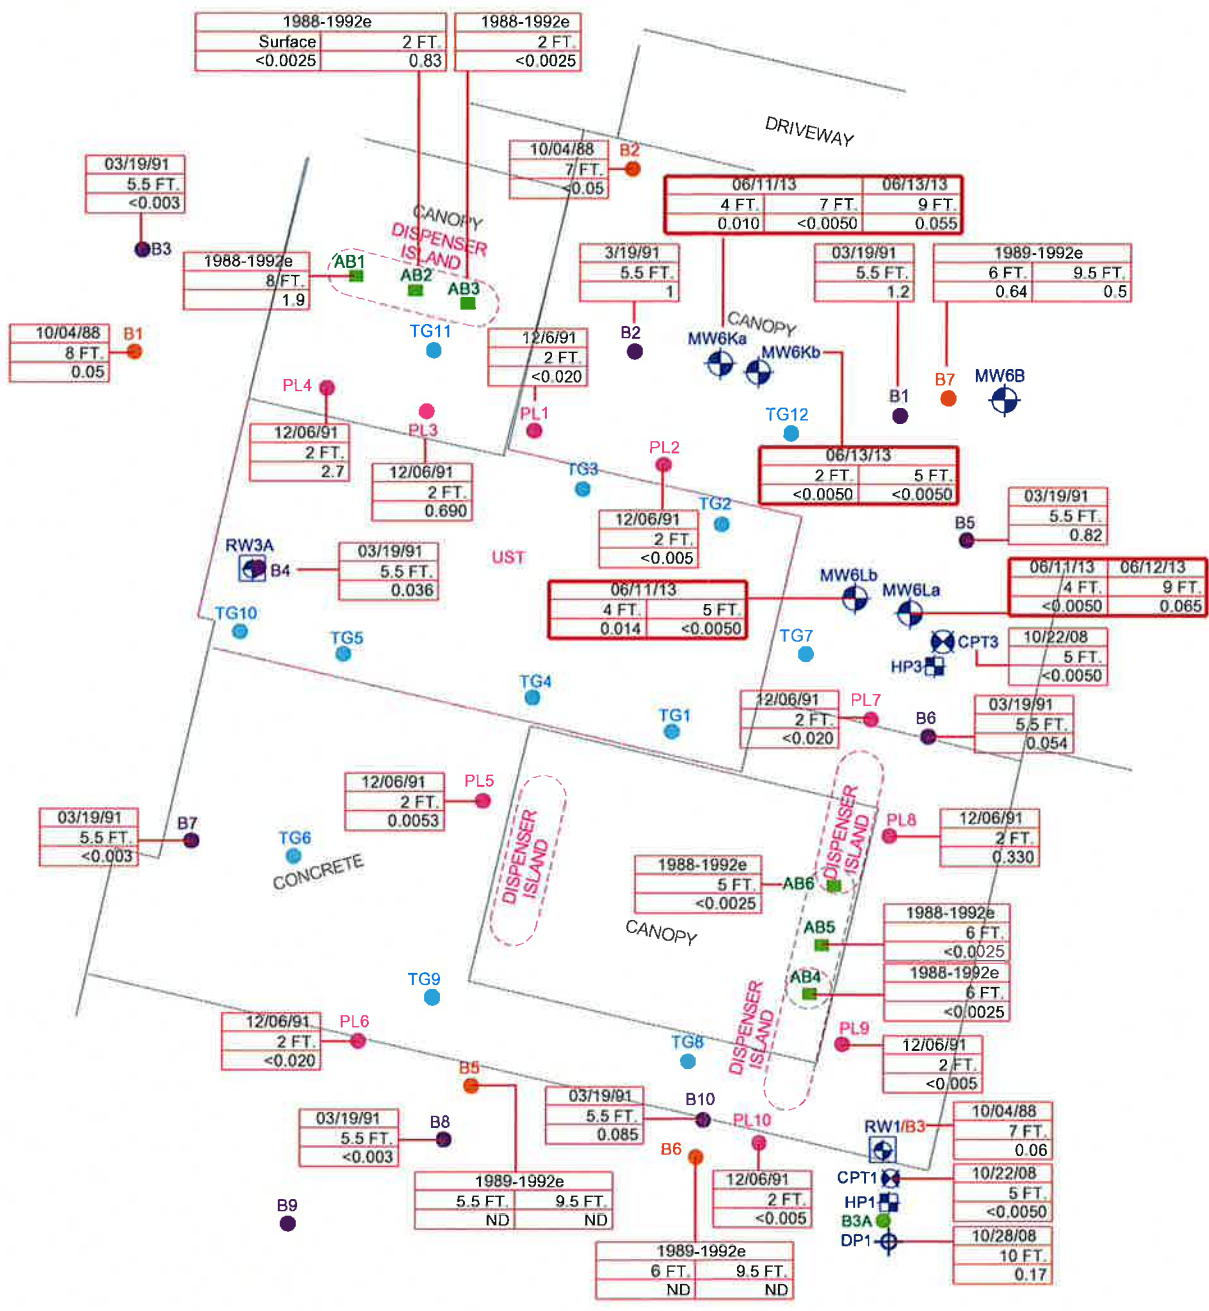 1988-1992e
Surface 2 FT.
<0.0025 0.83
1988-1992e
2 FT.
<0.0025
DRIVEWAY
10/04/88
7 FT.
<0.05
B2
03/19/91
5.5 FT.
<0.003
B3
06/11/13 06/13/13
4 FT. 7 FT. 9 FT.
0.010 <0.0050 0.055
CANOPY
DISPENSER
ISLAND
AB1
AB2
AB3
1988-1992e
8 FT.
1.9
3/19/91
5.5 FT.
1
B2
03/19/91
5.5 FT.
1.2
1989-1992e
6 FT. 9.5 FT.
0.64 0.5
10/04/88
8 FT.
0.05
B1
TG11
12/6/91
2 FT.
<0.020
CANOPY
MW6Ka
MW6Kb
B1
B7
MW6B
PL4
PL3
PL1
TG12
12/06/91
2 FT.
2.7
12/06/91
2 FT.
0.690
PL2
TG3
TG2
06/13/13
2 FT. 5 FT.
<0.0050 <0.0050
12/06/91
2 FT.
<0.005
B5
03/19/91
5.5 FT.
0.82
UST
RW3A
B4
03/19/91
5.5 FT.
0.036
06/11/13
4 FT. 5 FT.
0.014 <0.0050
MW6Lb
MW6La
06/11/13 06/12/13
4 FT. 9 FT.
<0.0050 0.065
TG10
TG5
TG7
CPT3
HP3
10/22/08
5 FT.
<0.0050
TG4
TG1
12/06/91
2 FT.
<0.020
PL7
B6
03/19/91
5.5 FT.
0.054
12/06/91
2 FT.
0.0053
PL5
DISPENSER
ISLAND
DISPENSER
ISLAND
PL8
12/06/91
2 FT.
0.330
03/19/91
5.5 FT.
<0.003
B7
TG6
CONCRETE
1988-1992e
5 FT.
<0.0025
AB6
CANOPY
AB5
1988-1992e
6 FT.
<0.0025
AB4
1988-1992e
6 FT.
<0.0025
TG9
DISPENSER
ISLAND
12/06/91
2 FT.
<0.020
PL6
TG8
PL9
12/06/91
2 FT.
<0.005
B5
03/19/91
5.5 FT.
0.085
B10
PL10
03/19/91
5.5 FT.
<0.003
B8
B6
RW1/B3
10/04/88
7 FT.
0.06
1989-1992e
5.5 FT. 9.5 FT.
ND ND
12/06/91
2 FT.
<0.005
CPT1
10/22/08
5 FT.
<0.0050
HP1
B3A
DP1
10/28/08
10 FT.
0.17
B9
1989-1992e
6 FT. 9.5 FT.
ND ND